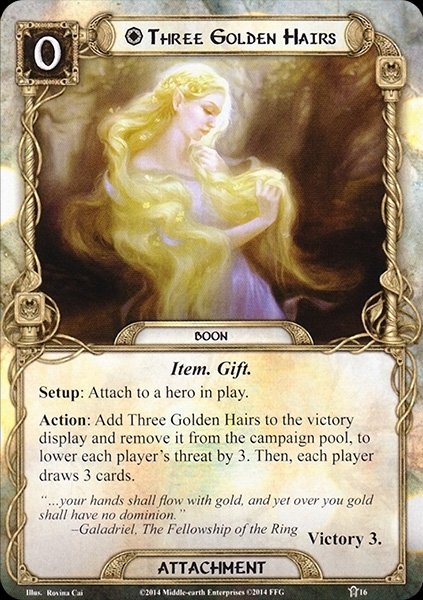 0
Three Golden Hairs
BOON
Item. Gift.
Setup: Attach to a hero in play.
Action: Add Three Golden Hairs to the victory
display and remove it from the campaign pool, to
lower each player's threat by 3. Then, each player
draws 3 cards.
“...your hands shall flow with gold, and yet over you gold
shall have no dominion.”
–Galadriel, The Fellowship of the Ring
Victory 3.
ATTACHMENT
Illus. Rovina Cai
©2014 Middle-earth Enterprises ©2014 FFG
16